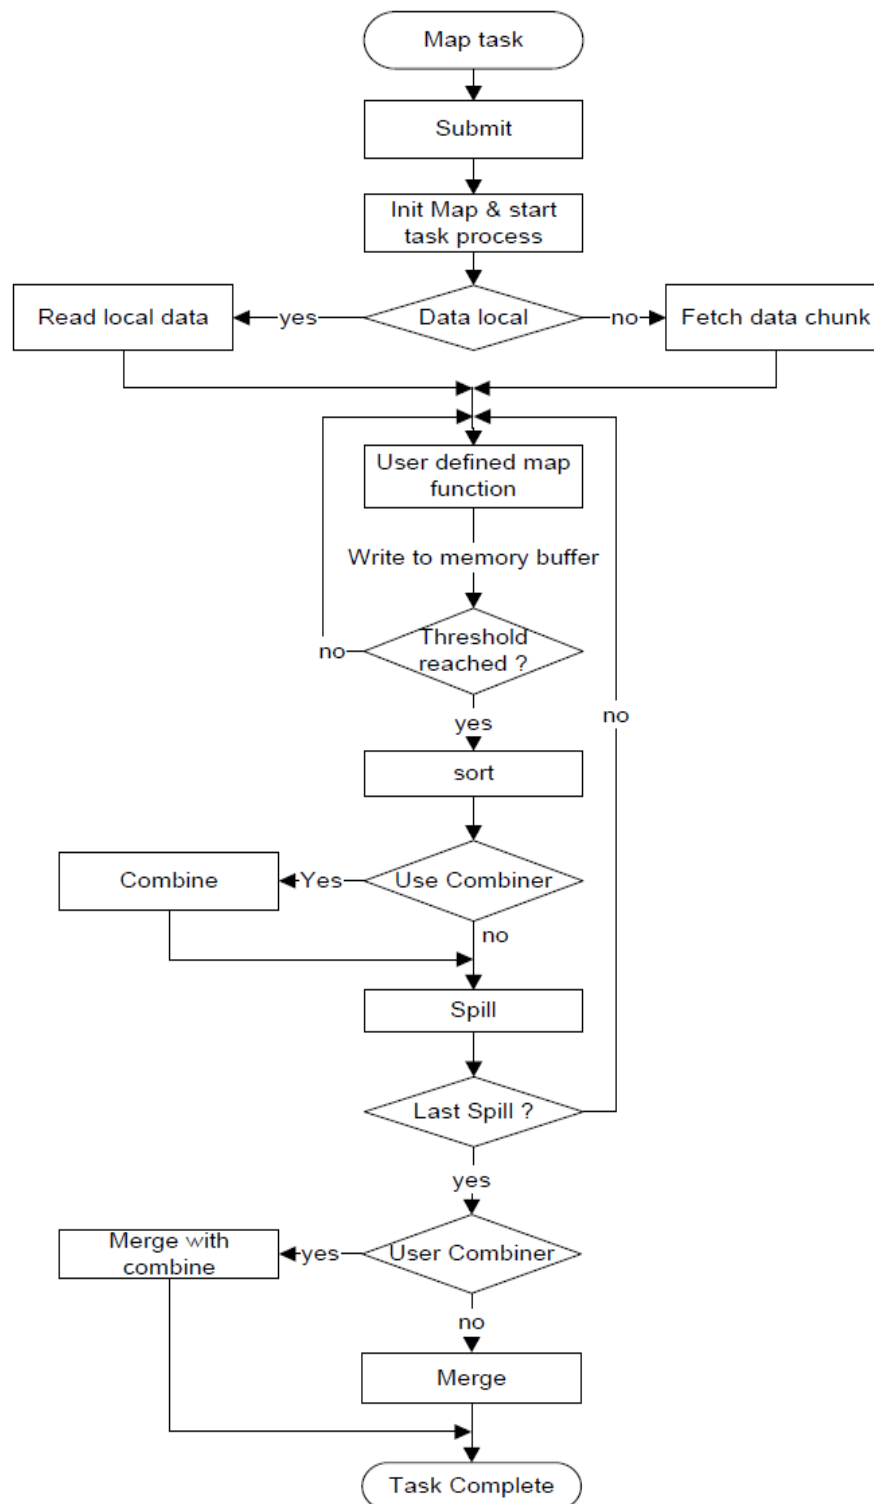 Map task
Submit
Init Map & start
task process
Read local data
yes
Data local
no
Fetch data chunk
User defined map
function
Write to memory buffer
Threshold
reached ?
no
yes
no
sort
Combine
Yes
Use Combiner
no
Spill
Last Spill ?
yes
Merge with
combine
yes
User Combiner
no
Merge
Task Complete